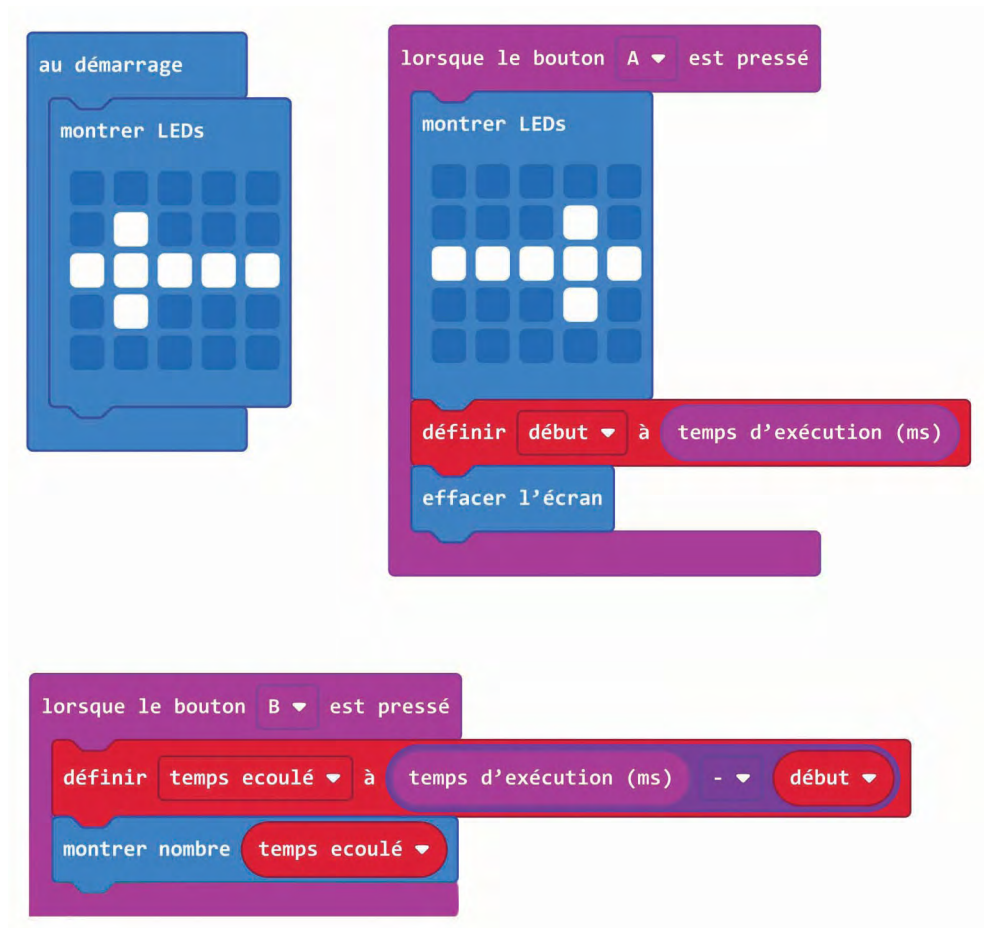 au démarrage
montrer LEDs
lorsque le bouton A est pressé
montrer LEDs
définir début à temps d'exécution (ms)
effacer l'écran
lorsque le bouton B est pressé
définir temps ecoulé à temps d'exécution (ms) - début
montrer nombre temps ecoulé